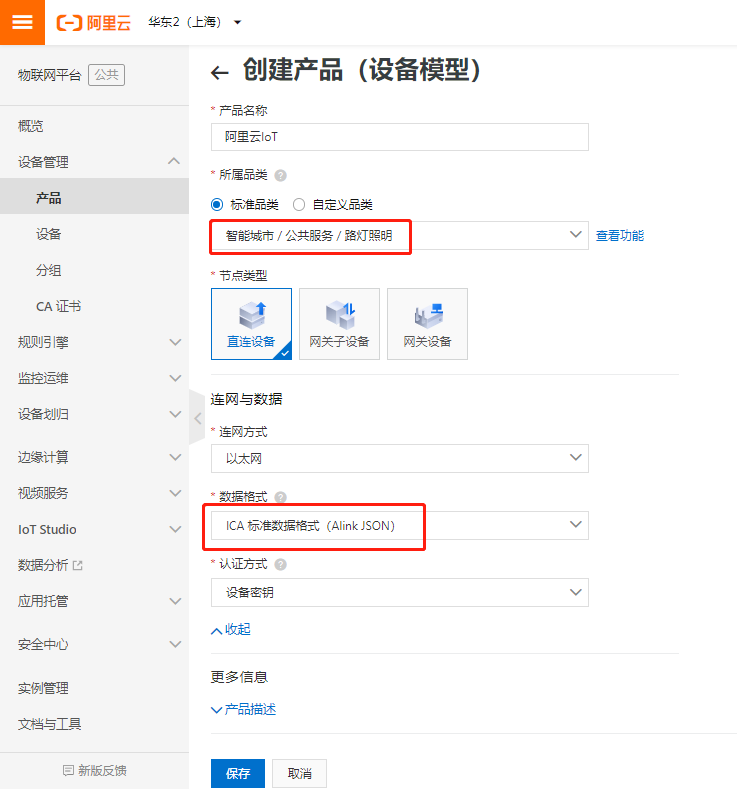 阿里云
华东2（上海）
物联网平台 公共
概览
设备管理
产品
设备
分组
CA 证书
规则引擎
监控运维
设备划归
边缘计算
视频服务
IoT Studio
数据分析
应用托管
安全中心
实例管理
文档与工具
新版反馈
创建产品（设备模型）
* 产品名称
阿里云IoT
* 所属品类
标准品类 自定义品类
智能城市 / 公共服务 / 路灯照明 查看功能
* 节点类型
直连设备 网关子设备 网关设备
连网与数据
* 连网方式
以太网
* 数据格式
ICA 标准数据格式（Alink JSON）
* 认证方式
设备密钥
收起
更多信息
产品描述
保存 取消